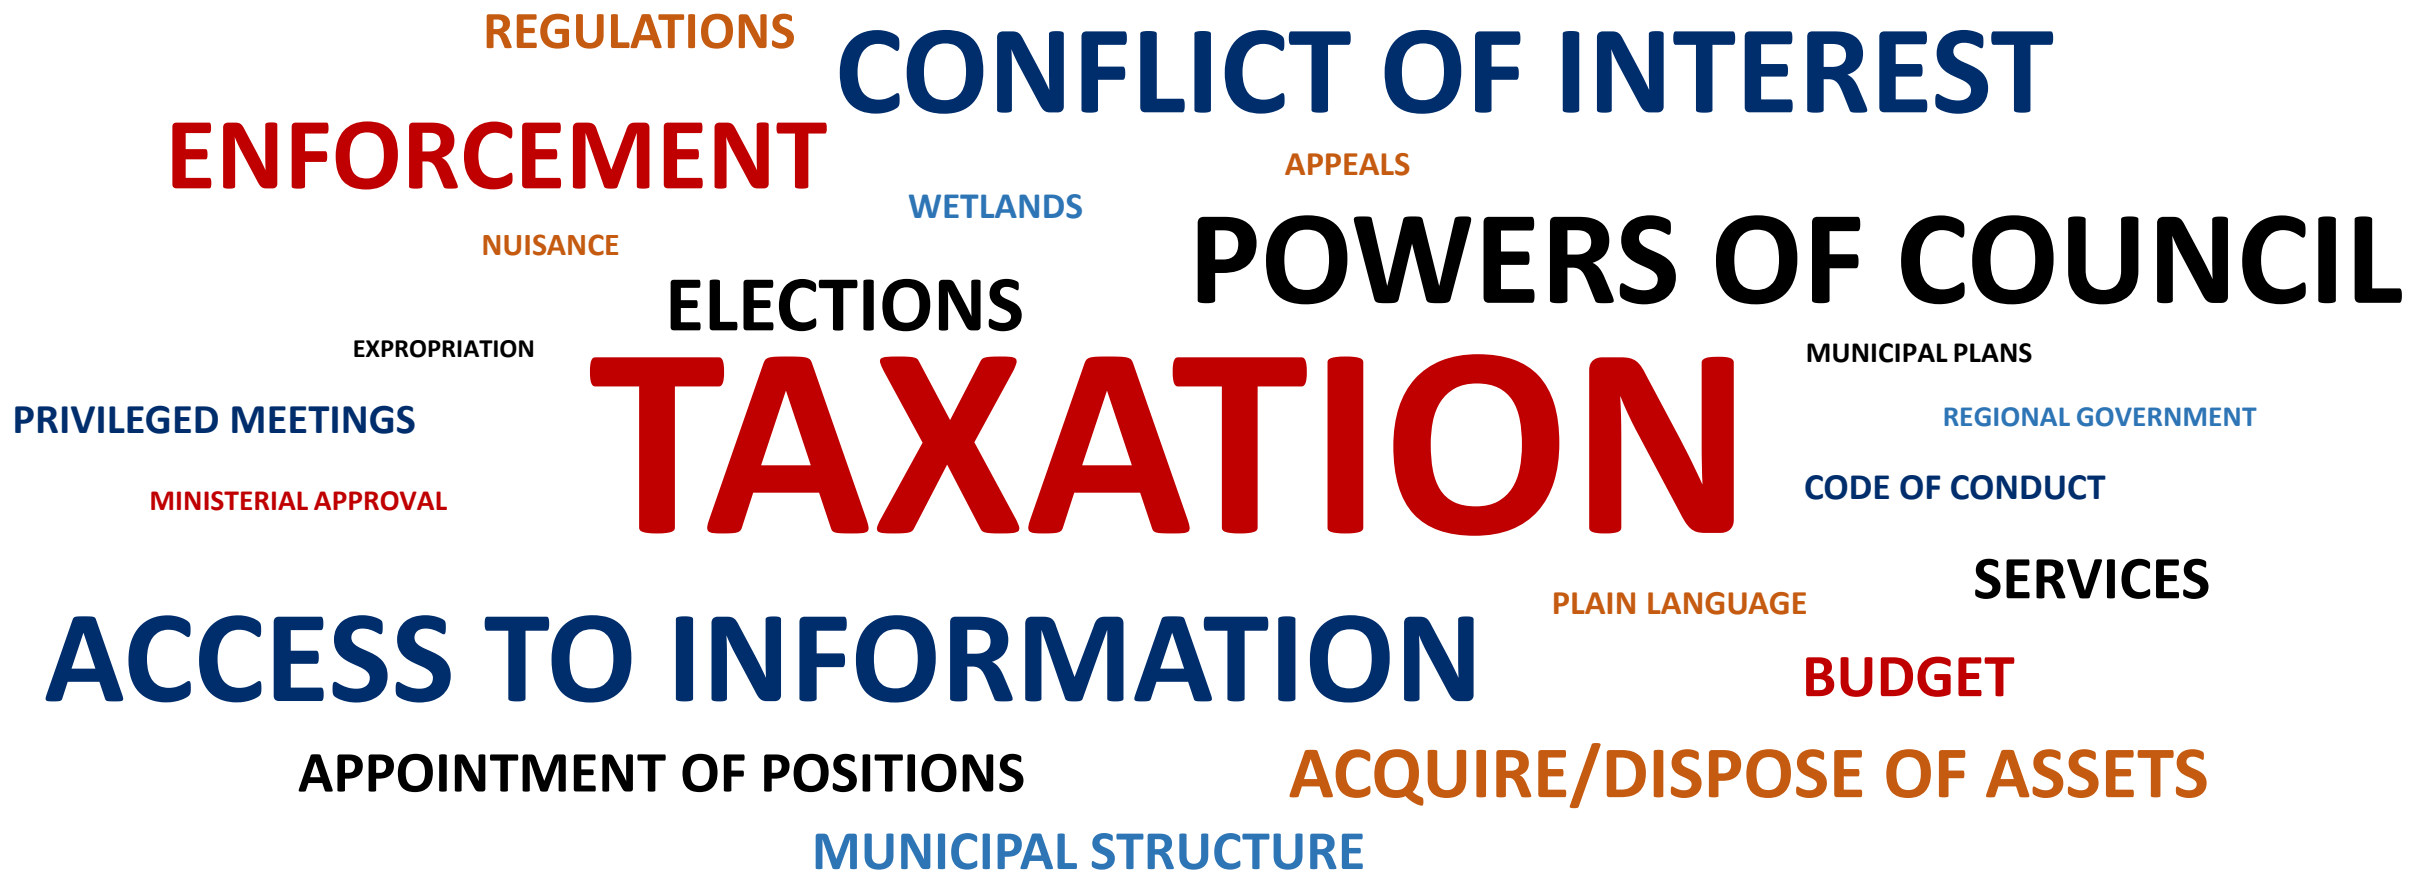 REGULATIONS
CONFLICT OF INTEREST
ENFORCEMENT
APPEALS
WETLANDS
NUISANCE
POWERS OF COUNCIL
ELECTIONS
EXPROPRIATION
MUNICIPAL PLANS
TAXATION
PRIVILEGED MEETINGS
REGIONAL GOVERNMENT
MINISTERIAL APPROVAL
CODE OF CONDUCT
SERVICES
PLAIN LANGUAGE
ACCESS TO INFORMATION
BUDGET
APPOINTMENT OF POSITIONS
ACQUIRE/DISPOSE OF ASSETS
MUNICIPAL STRUCTURE